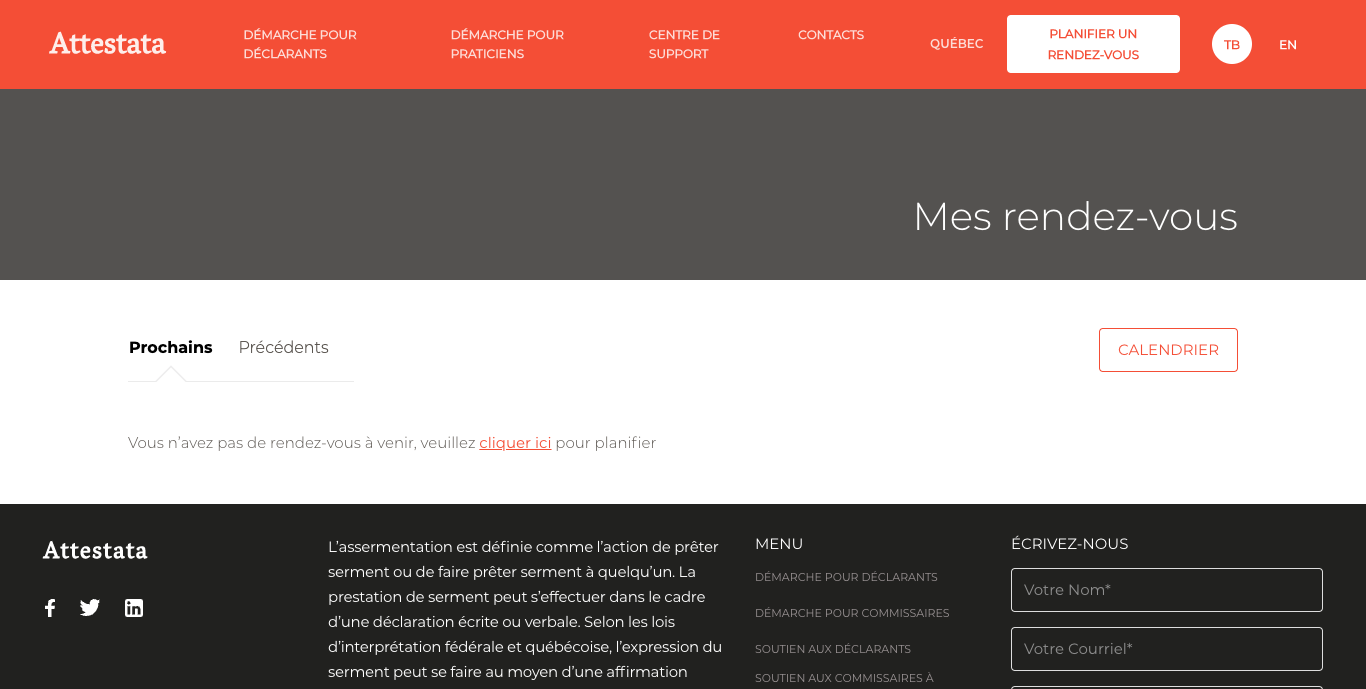 Attestata
DÉMARCHE POUR
DÉCLARANTS
DÉMARCHE POUR
PRATICIENS
CENTRE DE
SUPPORT
CONTACTS
QUÉBEC
PLANIFIER UN
RENDEZ-VOUS
TB
EN
Mes rendez-vous
Prochains
Précédents
CALENDRIER
Vous n’avez pas de rendez-vous à venir, veuillez cliquer ici pour planifier
Attestata
L’assermentation est définie comme l’action de prêter
serment ou de faire prêter serment à quelqu’un. La
prestation de serment peut s’effectuer dans le cadre
d’une déclaration écrite ou verbale. Selon les lois
d’interprétation fédérale et québécoise, l’expression du
serment peut se faire au moyen d’une affirmation
MENU
DÉMARCHE POUR DÉCLARANTS
DÉMARCHE POUR COMMISSAIRES
SOUTIEN AUX DÉCLARANTS
SOUTIEN AUX COMMISSAIRES À
ÉCRIVEZ-NOUS
Votre Nom*
Votre Courriel*